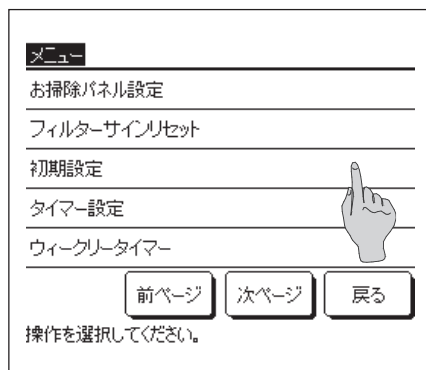 メニュー
お掃除パネル設定
フィルターサインリセット
初期設定
タイマー設定
ウィークリータイマー
前ページ 次ページ 戻る
操作を選択してください。